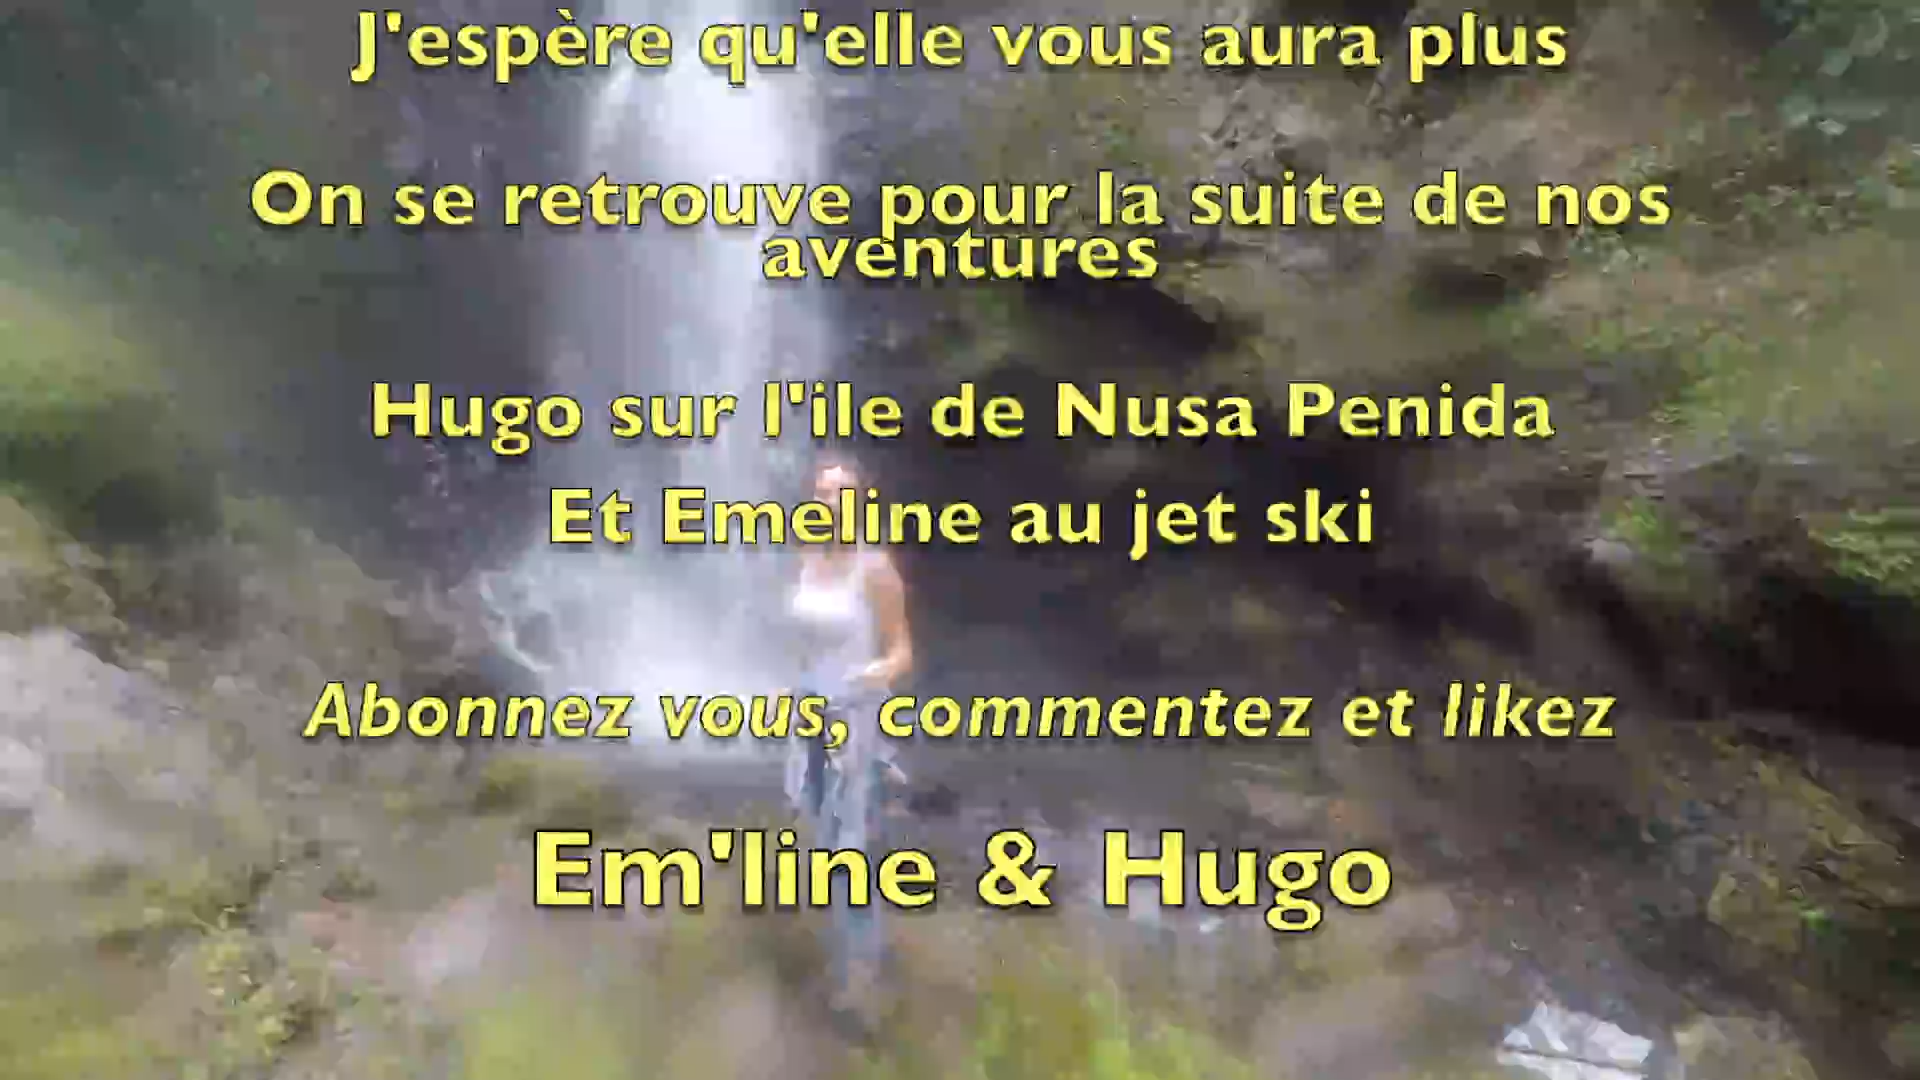 J'espère qu'elle vous aura plus
On se retrouve pour la suite de nos
aventures
Hugo sur l'ile de Nusa Penida
Et Emeline au jet ski
Abonnez vous, commentez et likez
Em'line & Hugo